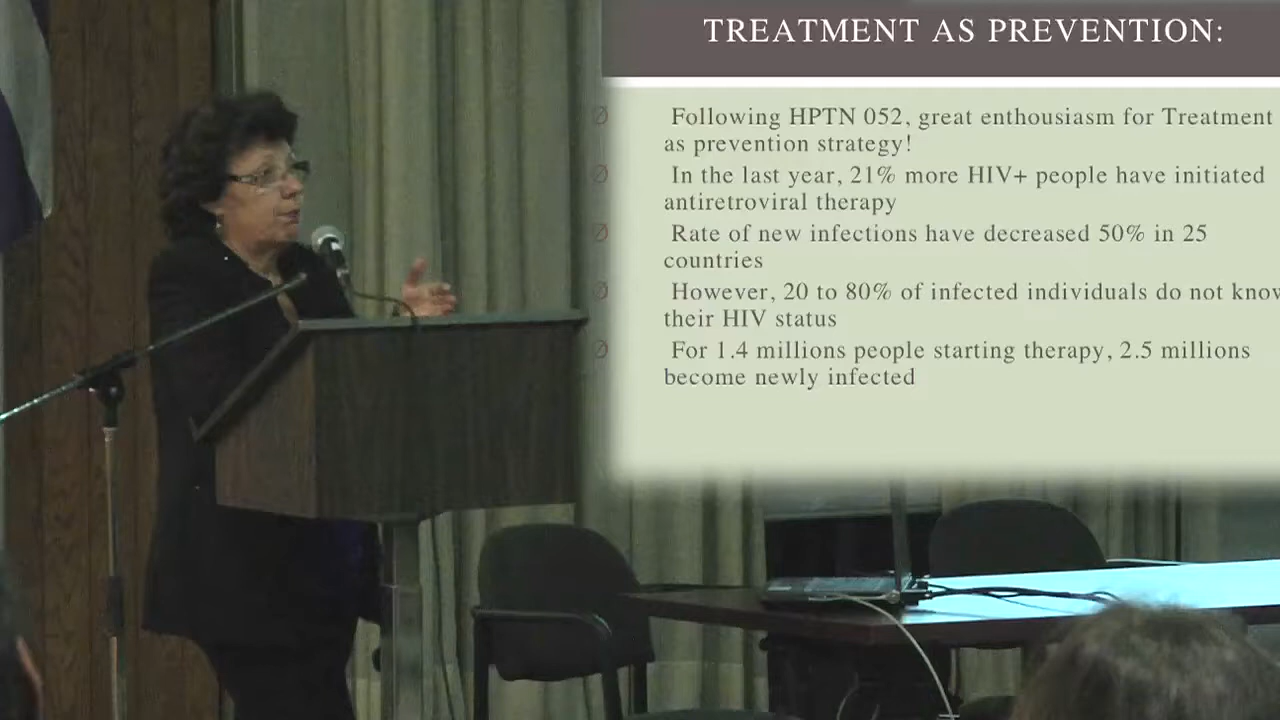 TREATMENT AS PREVENTION:
Following HPTN 052, great enthousiasm for Treatment
as prevention strategy!
In the last year, 21% more HIV+ people have initiated
antiretroviral therapy
Rate of new infections have decreased 50% in 25
countries
However, 20 to 80% of infected individuals do not know
their HIV status
For 1.4 millions people starting therapy, 2.5 millions
become newly infected